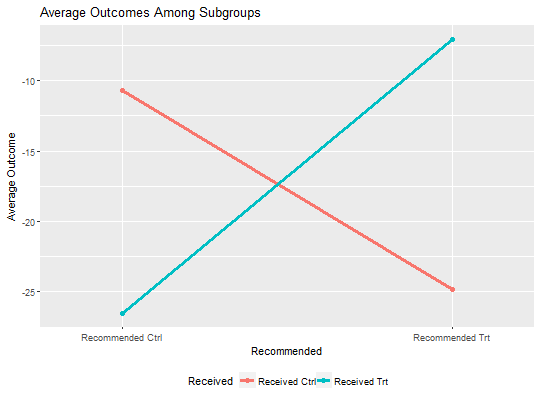 Average Outcomes Among Subgroups
Average Outcome
-10
-15
-20
-25
Recommended Ctrl Recommended Trt
Recommended
Received Received Ctrl Received Trt